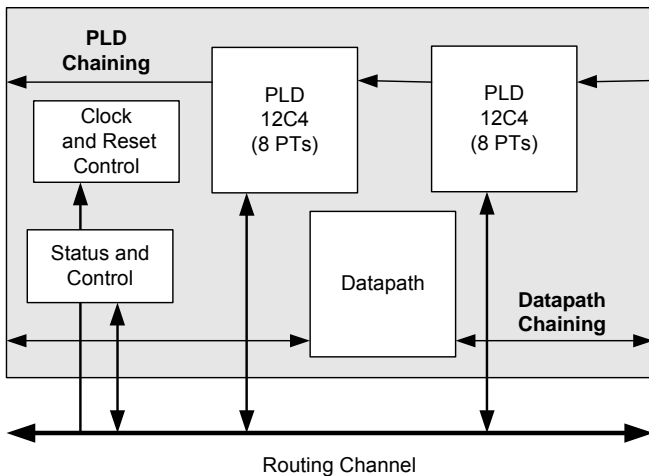 PLD
Chaining
PLD
12C4
(8 PTs)
PLD
12C4
(8 PTs)
Clock
and Reset
Control
Status and
Control
Datapath
Datapath
Chaining
Routing Channel